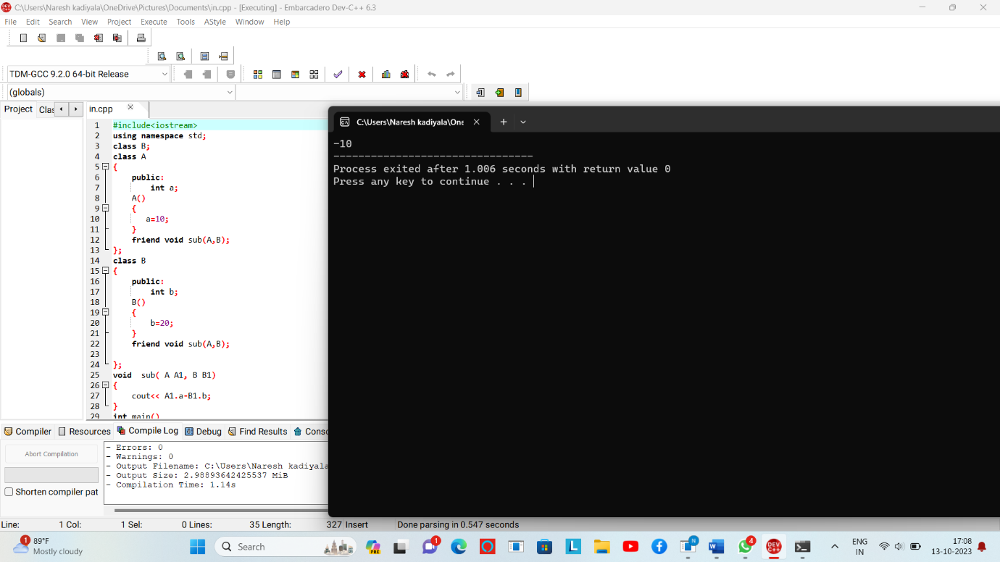 C:\Users\Naresh kadiyala\OneDrive\Pictures\Documents\in.cpp - [Executing] - Embarcadero Dev-C++ 6.3
File Edit Search View Project Execute Tools AStyle Window Help
TDM-GCC 9.2.0 64-bit Release
(globals)
Project Clas in.cpp
1 #include<iostream>
2 using namespace std;
3 class B;
4 class A
5 {
6 public:
7 int a;
8 A()
9 {
10 a=10;
11 }
12 friend void sub(A,B);
13 };
14 class B
15 {
16 public:
17 int b;
18 B()
19 {
20 b=20;
21 }
22 friend void sub(A,B);
23
24 };
25 void sub( A A1, B B1)
26 {
27 cout<< A1.a-B1.b;
28 }
29 int main()
C:\Users\Naresh kadiyala\One
-10
--------------------------------
Process exited after 1.006 seconds with return value 0
Press any key to continue . . .
Compiler Resources Compile Log Debug Find Results Conso
Abort Compilation
Shorten compiler pat
- Errors: 0
- Warnings: 0
- Output Filename: C:\Users\Naresh kadiyala
- Output Size: 2.98893642425537 MiB
- Compilation Time: 1.14s
Line: 1 Col: 1 Sel: 0 Lines: 35 Length: 327 Insert Done parsing in 0.547 seconds
1 89°F
Mostly cloudy
Search
PRE
1
N
4
DEV C++
ENG
IN
17:08
13-10-2023